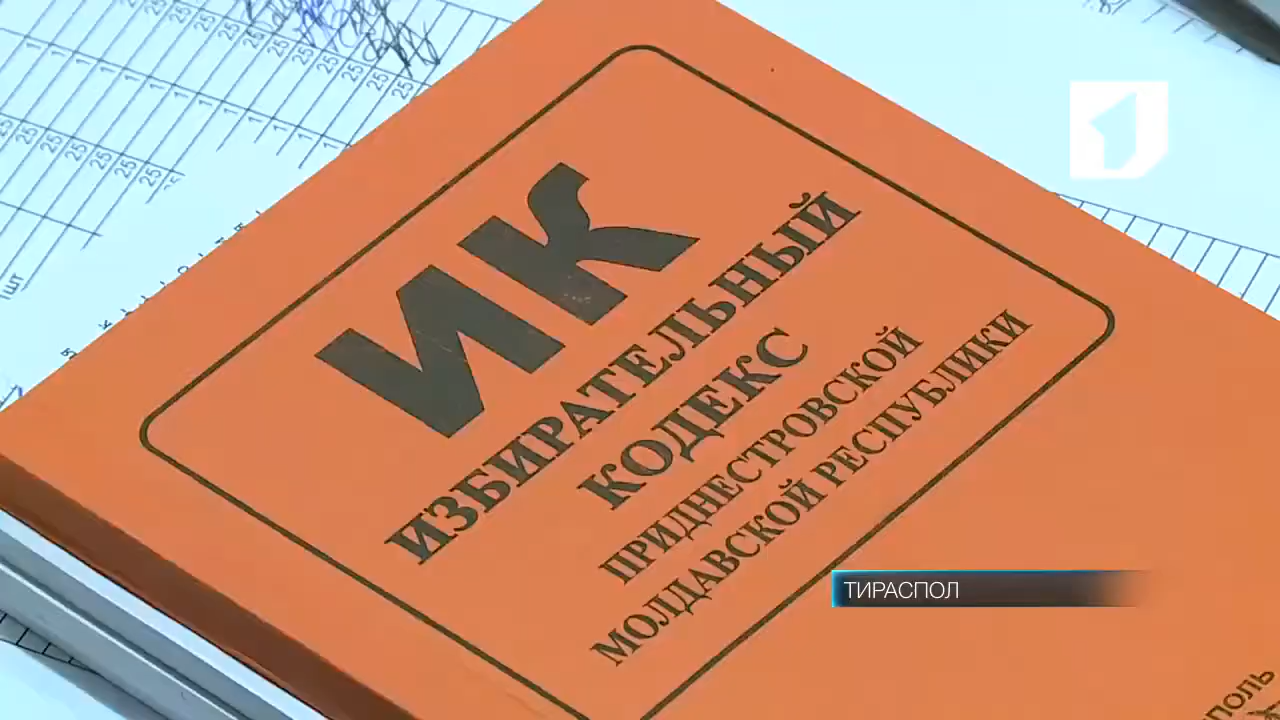 ИК
ИЗБИРАТЕЛЬНЫЙ
КОДЕКС
ПРИДНЕСТРОВСКОЙ
МОЛДАВСКОЙ РЕСПУБЛИКИ
ТИРАСПОЛ